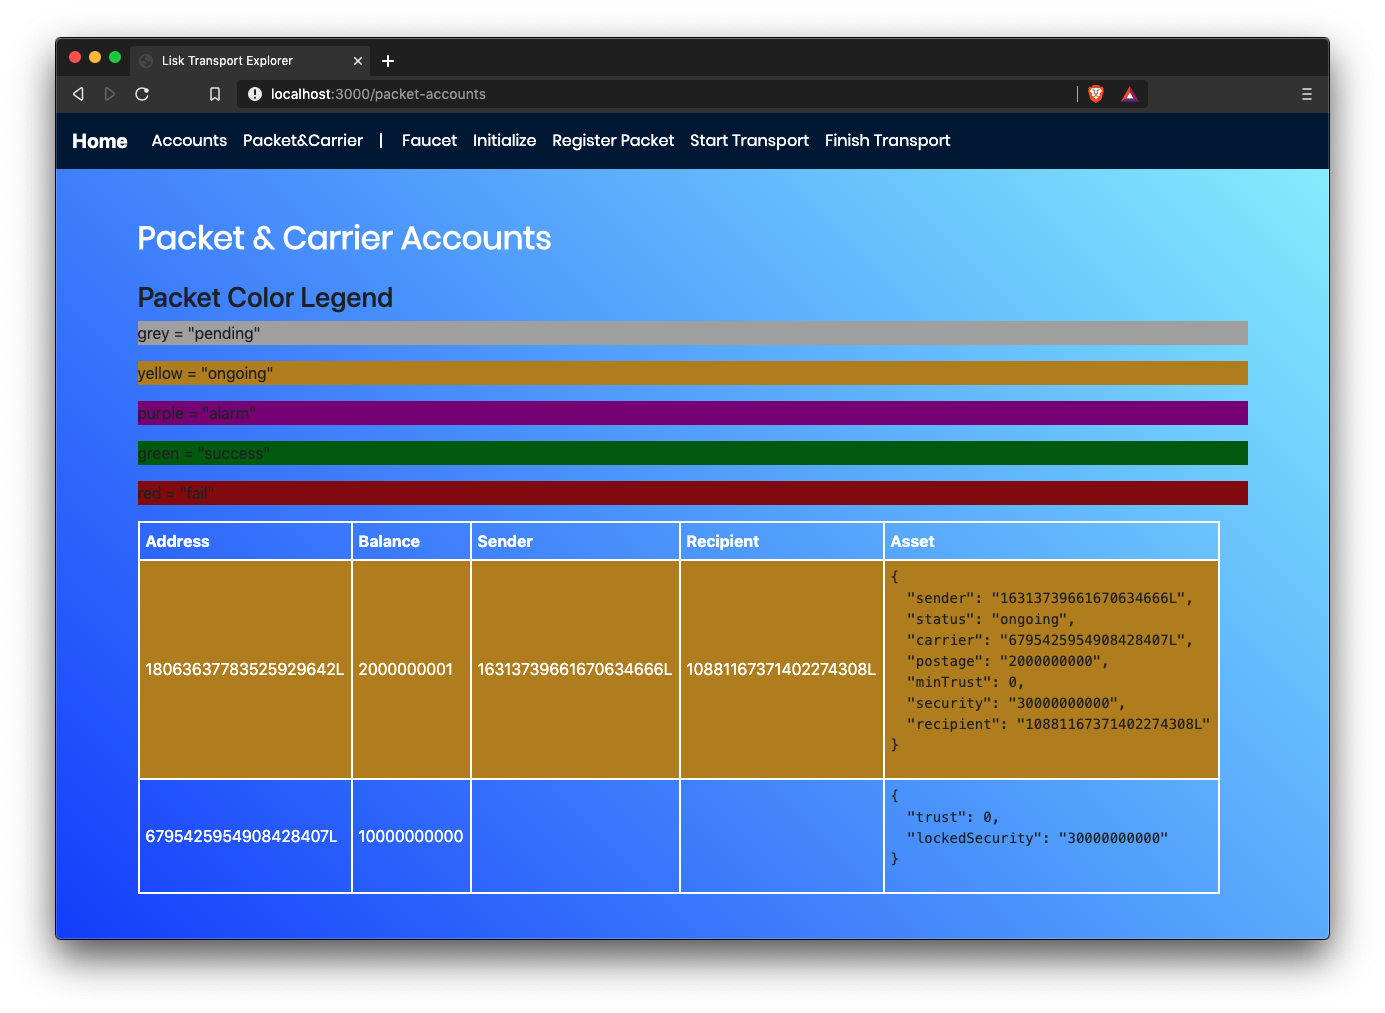 Lisk Transport Explorer
localhost:3000/packet-accounts
Home Accounts Packet&Carrier | Faucet Initialize Register Packet Start Transport Finish Transport
Packet & Carrier Accounts
Packet Color Legend
grey = "pending"
yellow = "ongoing"
purple = "alarm"
green = "success"
red = "fail"
Address Balance Sender Recipient Asset
18063637783525929642L 2000000001 16313739661670634666L 10881167371402274308L
{
"sender": "16313739661670634666L",
"status": "ongoing",
"carrier": "6795425954908428407L",
"postage": "2000000000",
"minTrust": 0,
"security": "30000000000",
"recipient": "10881167371402274308L"
}
6795425954908428407L 10000000000
{
"trust": 0,
"lockedSecurity": "30000000000"
}